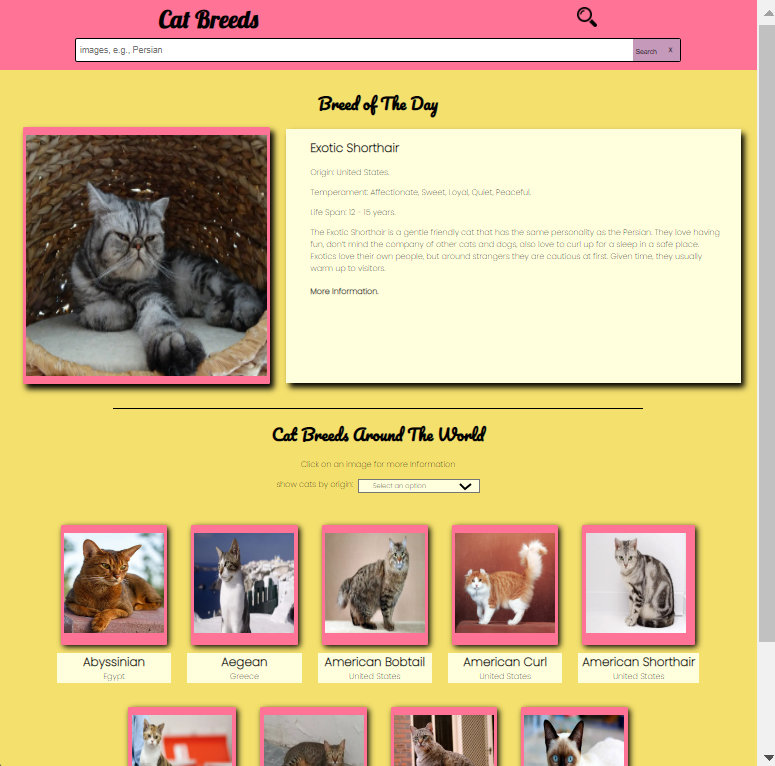 Cat Breeds
images, e.g., Persian
Search
X
Breed of The Day
Exotic Shorthair
Origin: United States.
Temperament: Affectionate, Sweet, Loyal, Quiet, Peaceful.
Life Span: 12 - 15 years.
The Exotic Shorthair is a gentle friendly cat that has the same personality as the Persian. They love having
fun, don't mind the company of other cats and dogs, also love to curl up for a sleep in a safe place.
Exotics love their own people, but around strangers they are cautious at first. Given time, they usually
warm up to visitors.
More Information.
Cat Breeds Around The World
Click on an image for more Information
show cats by origin:
Select an option
Abyssinian
Egypt
Aegean
Greece
American Bobtail
United States
American Curl
United States
American Shorthair
United States